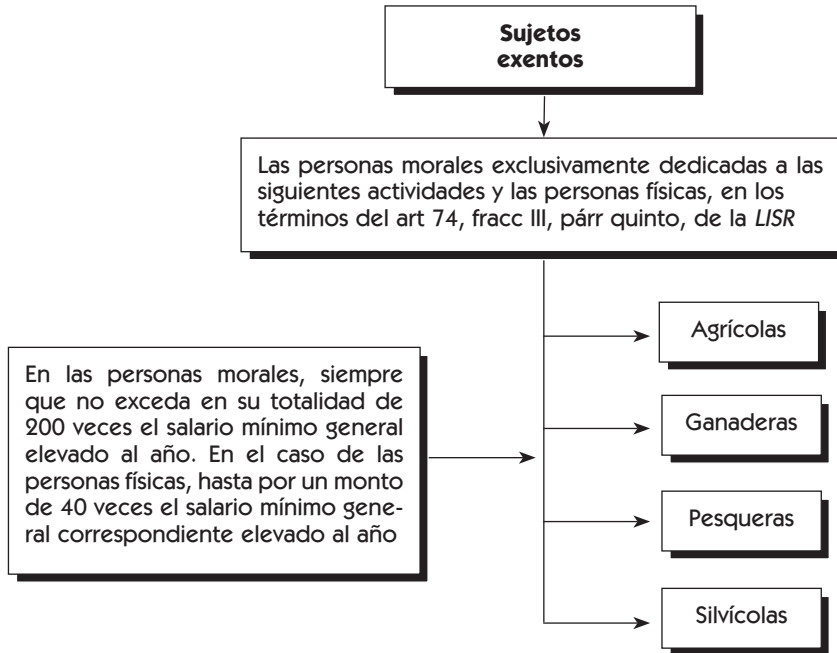 Sujetos
exentos
Las personas morales exclusivamente dedicadas a las
siguientes actividades y las personas físicas, en los
términos del art 74, fracc III, párr quinto, de la LISR
Agrícolas
En las personas morales, siempre
que no exceda en su totalidad de
200 veces el salario mínimo general
elevado al año. En el caso de las
personas físicas, hasta por un monto
de 40 veces el salario mínimo gene-
ral correspondiente elevado al año
Ganaderas
Pesqueras
Silvícolas